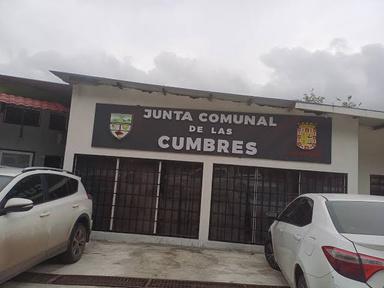 JUNTA COMUNAL
DE LAS
CUMBRES